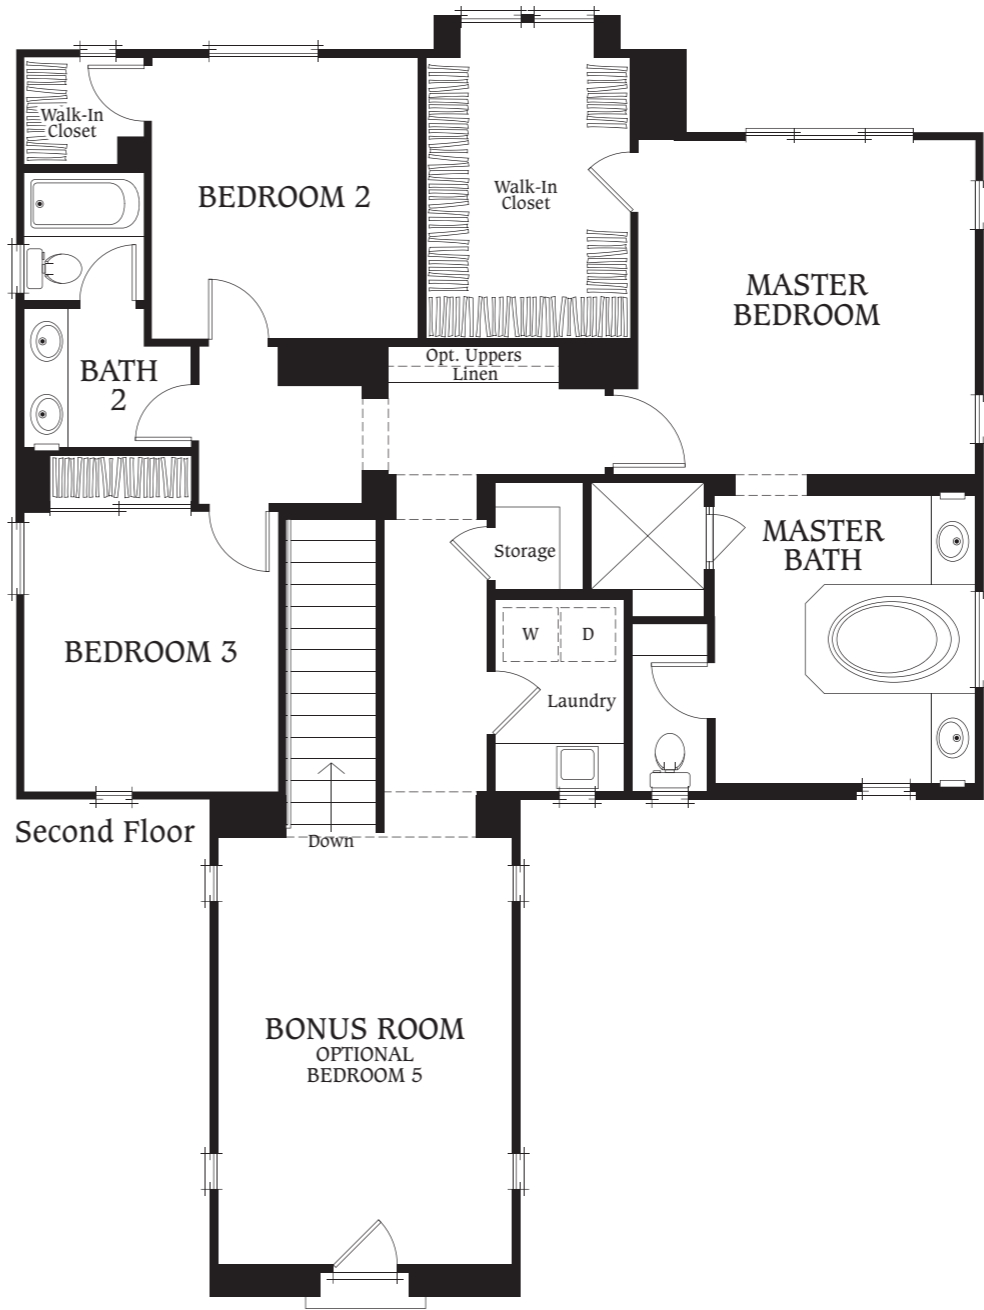 Walk-In
Closet
BEDROOM 2
Walk-In
Closet
MASTER
BEDROOM
Opt. Uppers
Linen
BATH
2
Storage
MASTER
BATH
W
D
BEDROOM 3
Laundry
Second Floor
Down
BONUS ROOM
OPTIONAL
BEDROOM 5